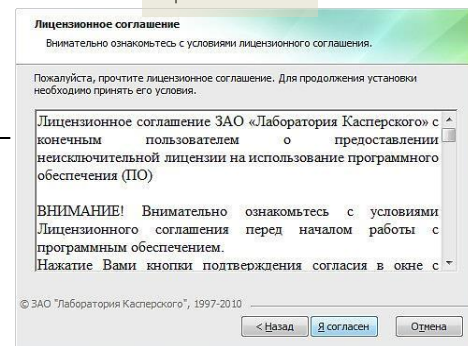 Лицензионное соглашение
Внимательно ознакомьтесь с условиями лицензионного соглашения.
Пожалуйста, прочтите лицензионное соглашение. Для продолжения установки
необходимо принять его условия.
Лицензионное соглашение ЗАО «Лаборатория Касперского» с
конечным пользователем о предоставлении
неисключительной лицензии на использование программного
обеспечения (ПО)
ВНИМАНИЕ! Внимательно ознакомьтесь с условиями
Лицензионного соглашения перед началом работы с
программным обеспечением.
Нажатие Вами кнопки подтверждения согласия в окне с
© ЗАО "Лаборатория Касперского", 1997-2010
< Назад Я согласен Отмена